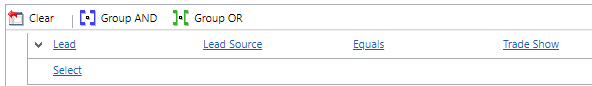 Clear Group AND Group OR
Lead Lead Source Equals Trade Show
Select